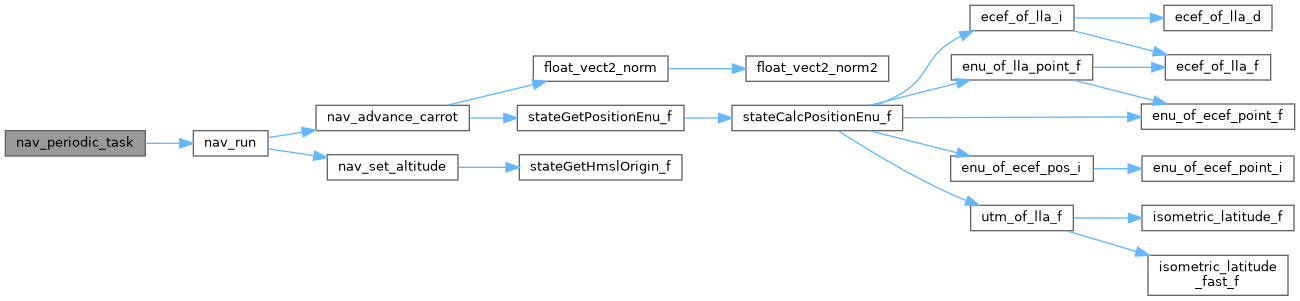 nav_periodic_task
nav_run
nav_advance_carrot
nav_set_altitude
float_vect2_norm
stateGetPositionEnu_f
stateGetHmslOrigin_f
float_vect2_norm2
stateCalcPositionEnu_f
ecef_of_lla_i
enu_of_lla_point_f
enu_of_ecef_pos_i
utm_of_lla_f
ecef_of_lla_d
ecef_of_lla_f
enu_of_ecef_point_f
enu_of_ecef_point_i
isometric_latitude_f
isometric_latitude
_fast_f